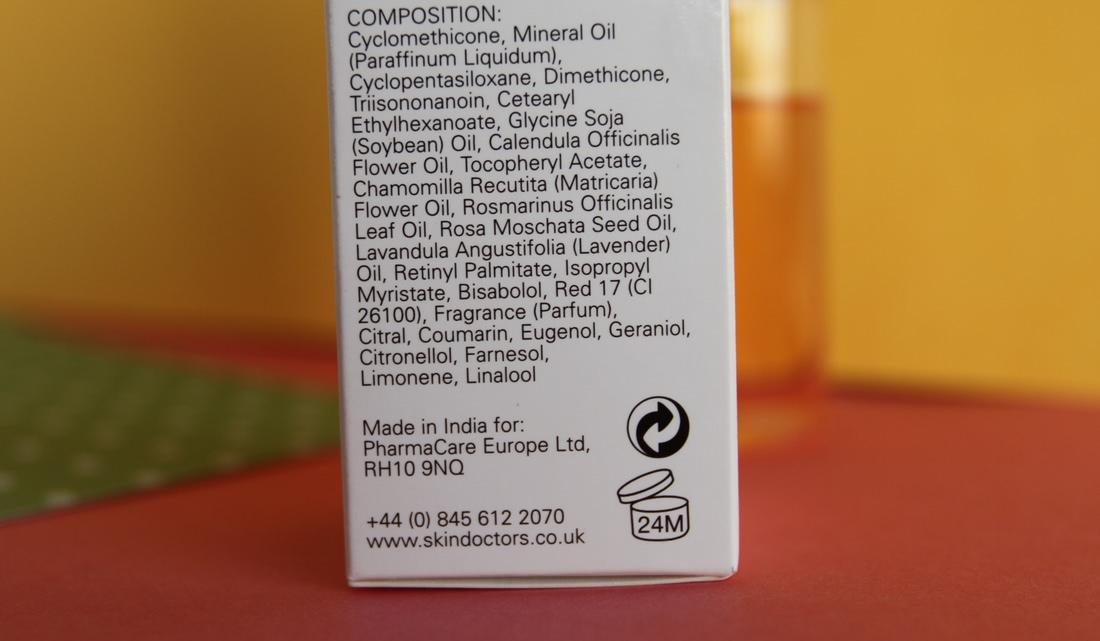 COMPOSITION:
Cyclomethicone, Mineral Oil
(Paraffinum Liquidum),
Cyclopentasiloxane, Dimethicone,
Triisononanoin, Cetearyl
Ethylhexanoate, Glycine Soja
(Soybean) Oil, Calendula Officinalis
Flower Oil, Tocopheryl Acetate,
Chamomilla Recutita (Matricaria)
Flower Oil, Rosmarinus Officinalis
Leaf Oil, Rosa Moschata Seed Oil,
Lavandula Angustifolia (Lavender)
Oil, Retinyl Palmitate, Isopropyl
Myristate, Bisabolol, Red 17 (CI
26100), Fragrance (Parfum),
Citral, Coumarin, Eugenol, Geraniol,
Citronellol, Farnesol,
Limonene, Linalool
Made in India for:
PharmaCare Europe Ltd,
RH10 9NQ
24M
+44 (0) 845 612 2070
www.skindoctors.co.uk